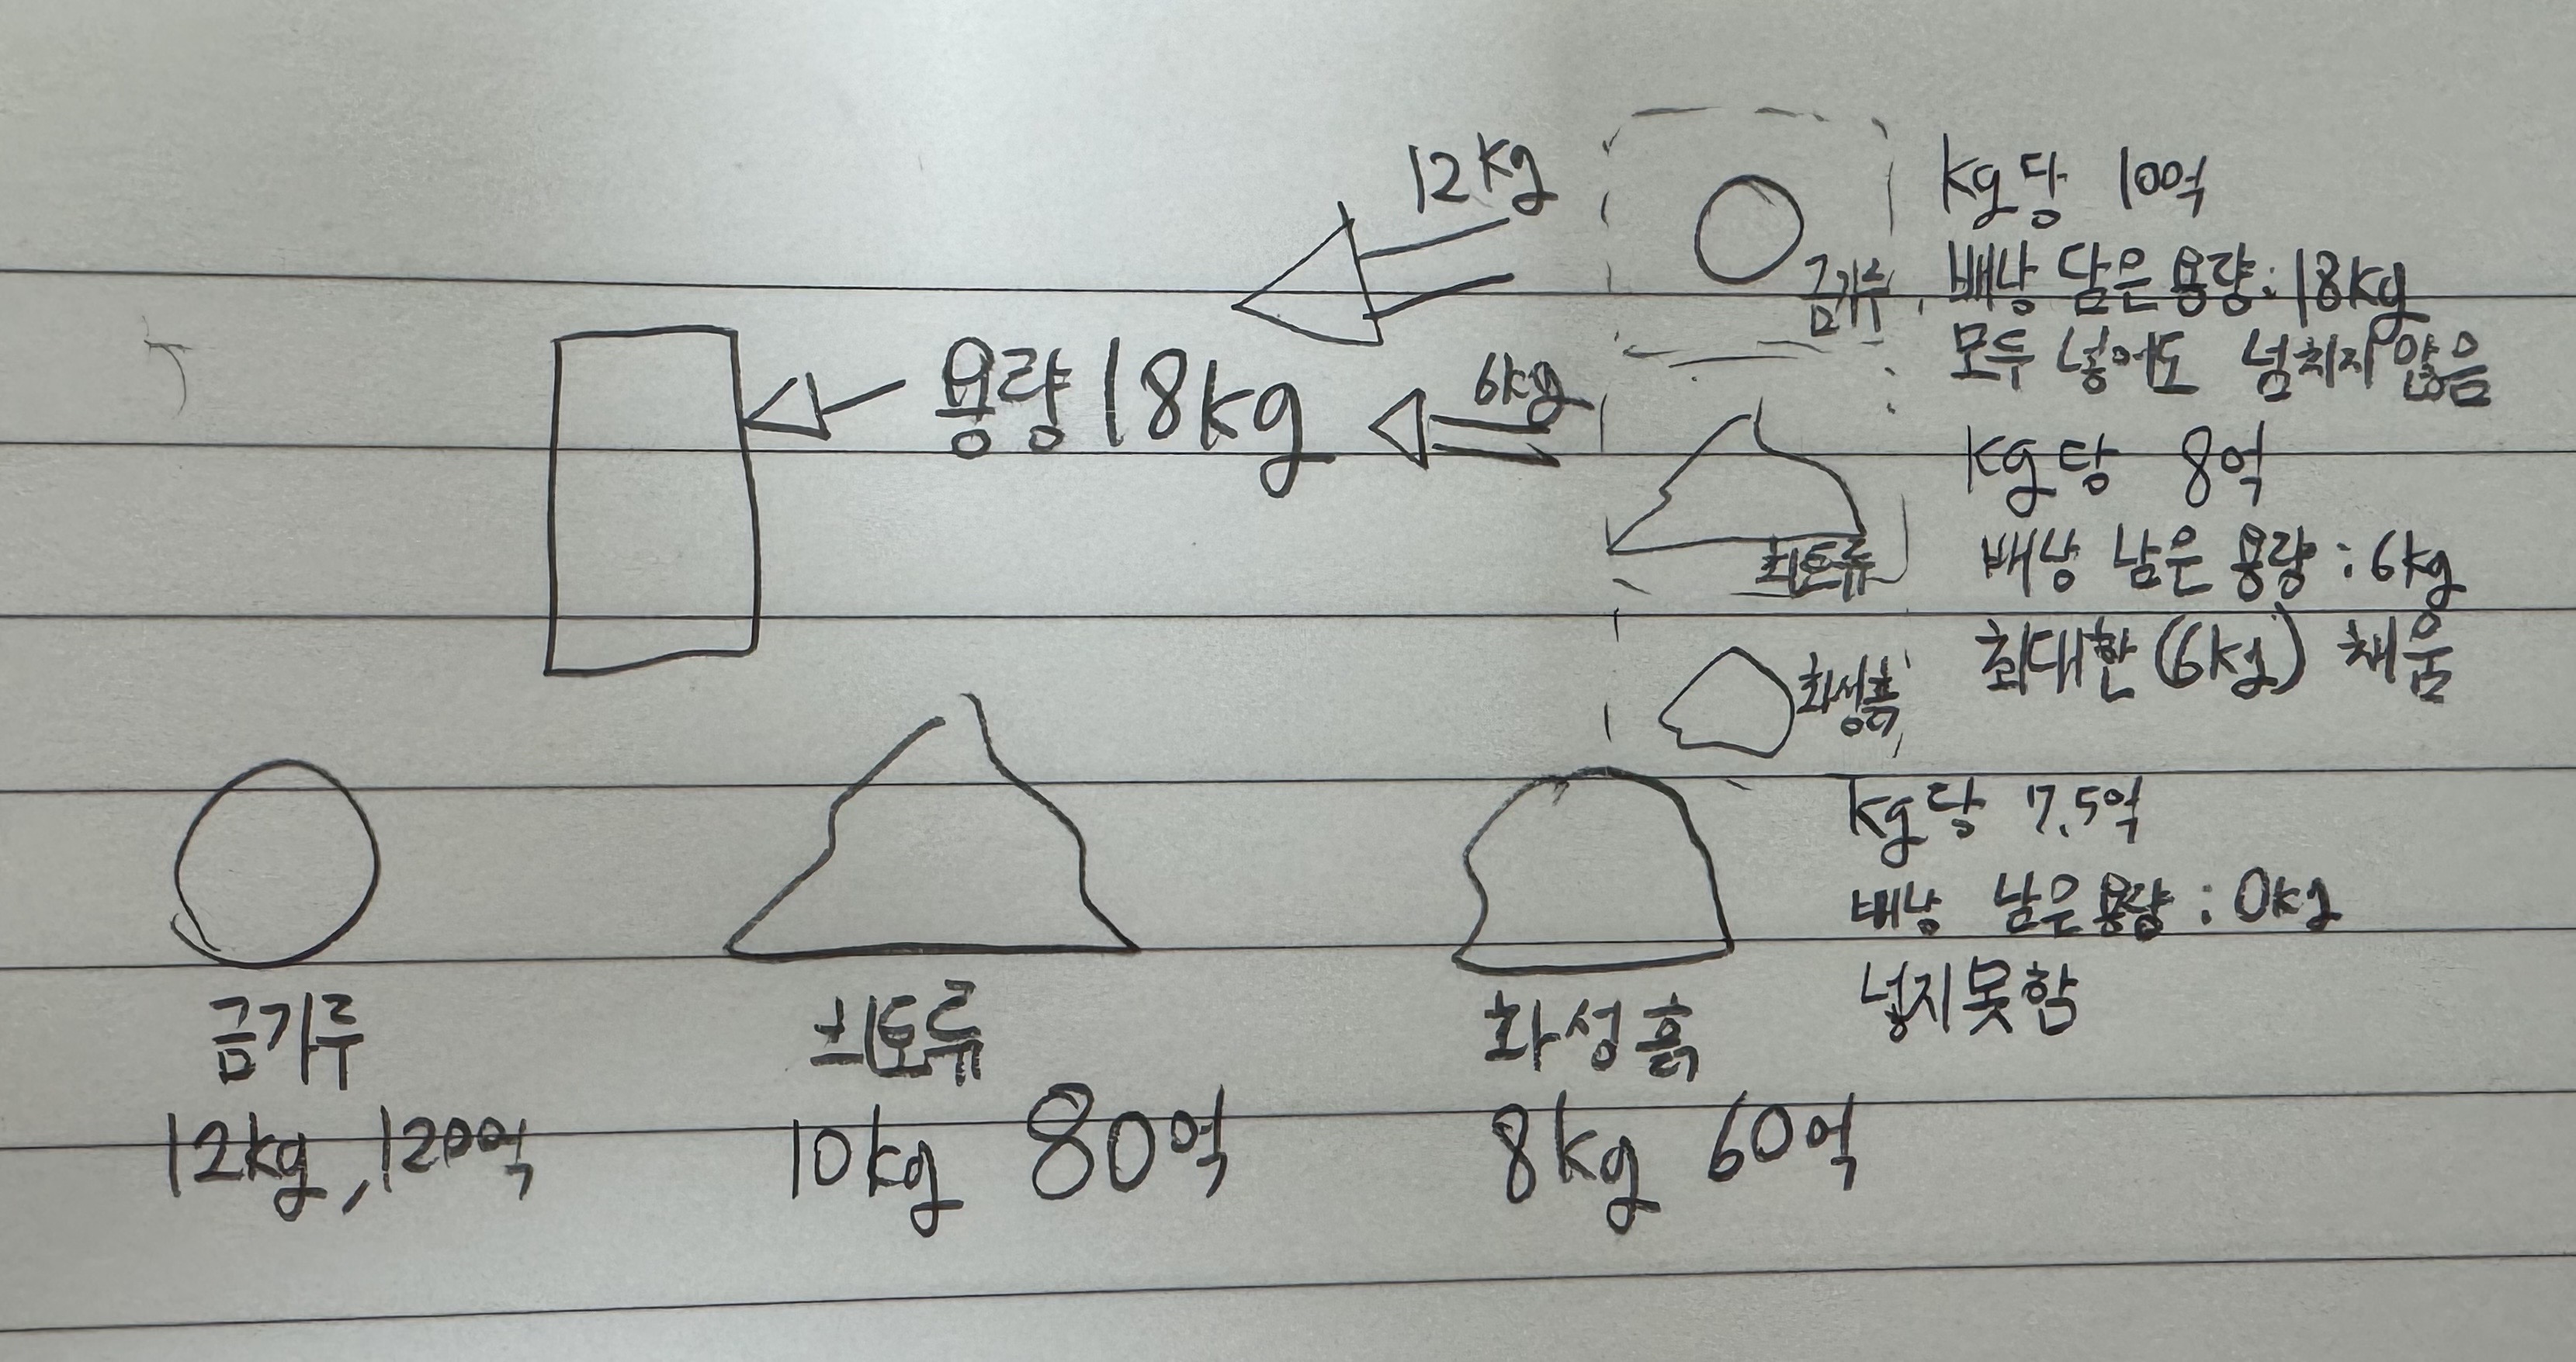 12kg
kg당 10억
금가루
배낭 담은 용량 : 18kg
모두 넣어도 넘치지 않음
용량 18kg
6kg
kg당 8억
희토류
배낭 남은 용량 : 6kg
최대한 (6kg) 채움
화성흙
kg당 7.5억
배낭 남은 용량 : 0kg
넣지 못함
금가루
희토류
화성흙
12kg, 120억
10kg 80억
8kg 60억